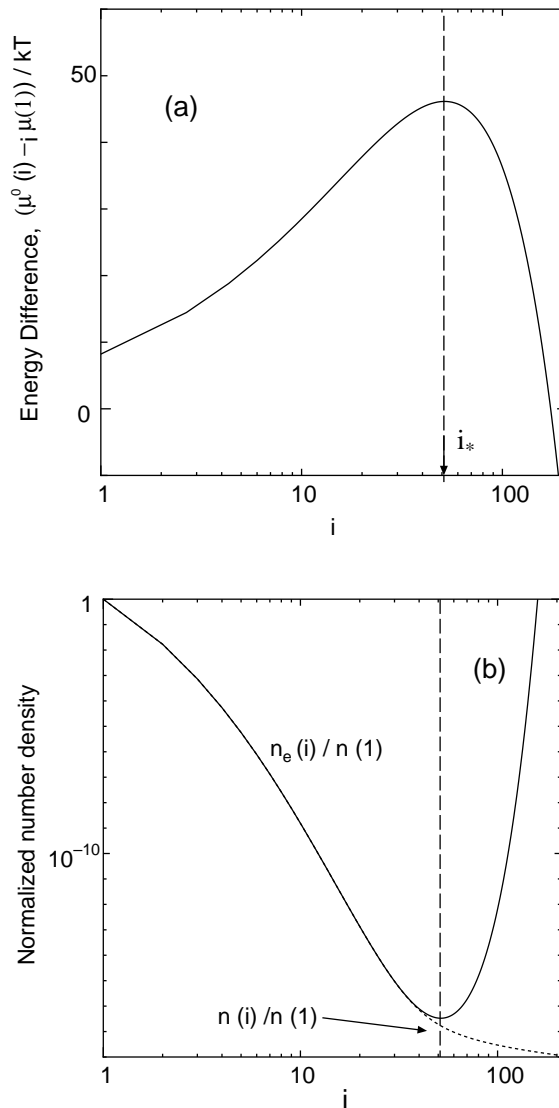 50
(a)
Energy Difference, (μ⁰ (i) – i μ(1)) / kT
0
i*
1
10
100
i
1
(b)
nₑ (i) / n (1)
Normalized number density
10⁻¹⁰
n (i) /n (1)
1
10
100
i